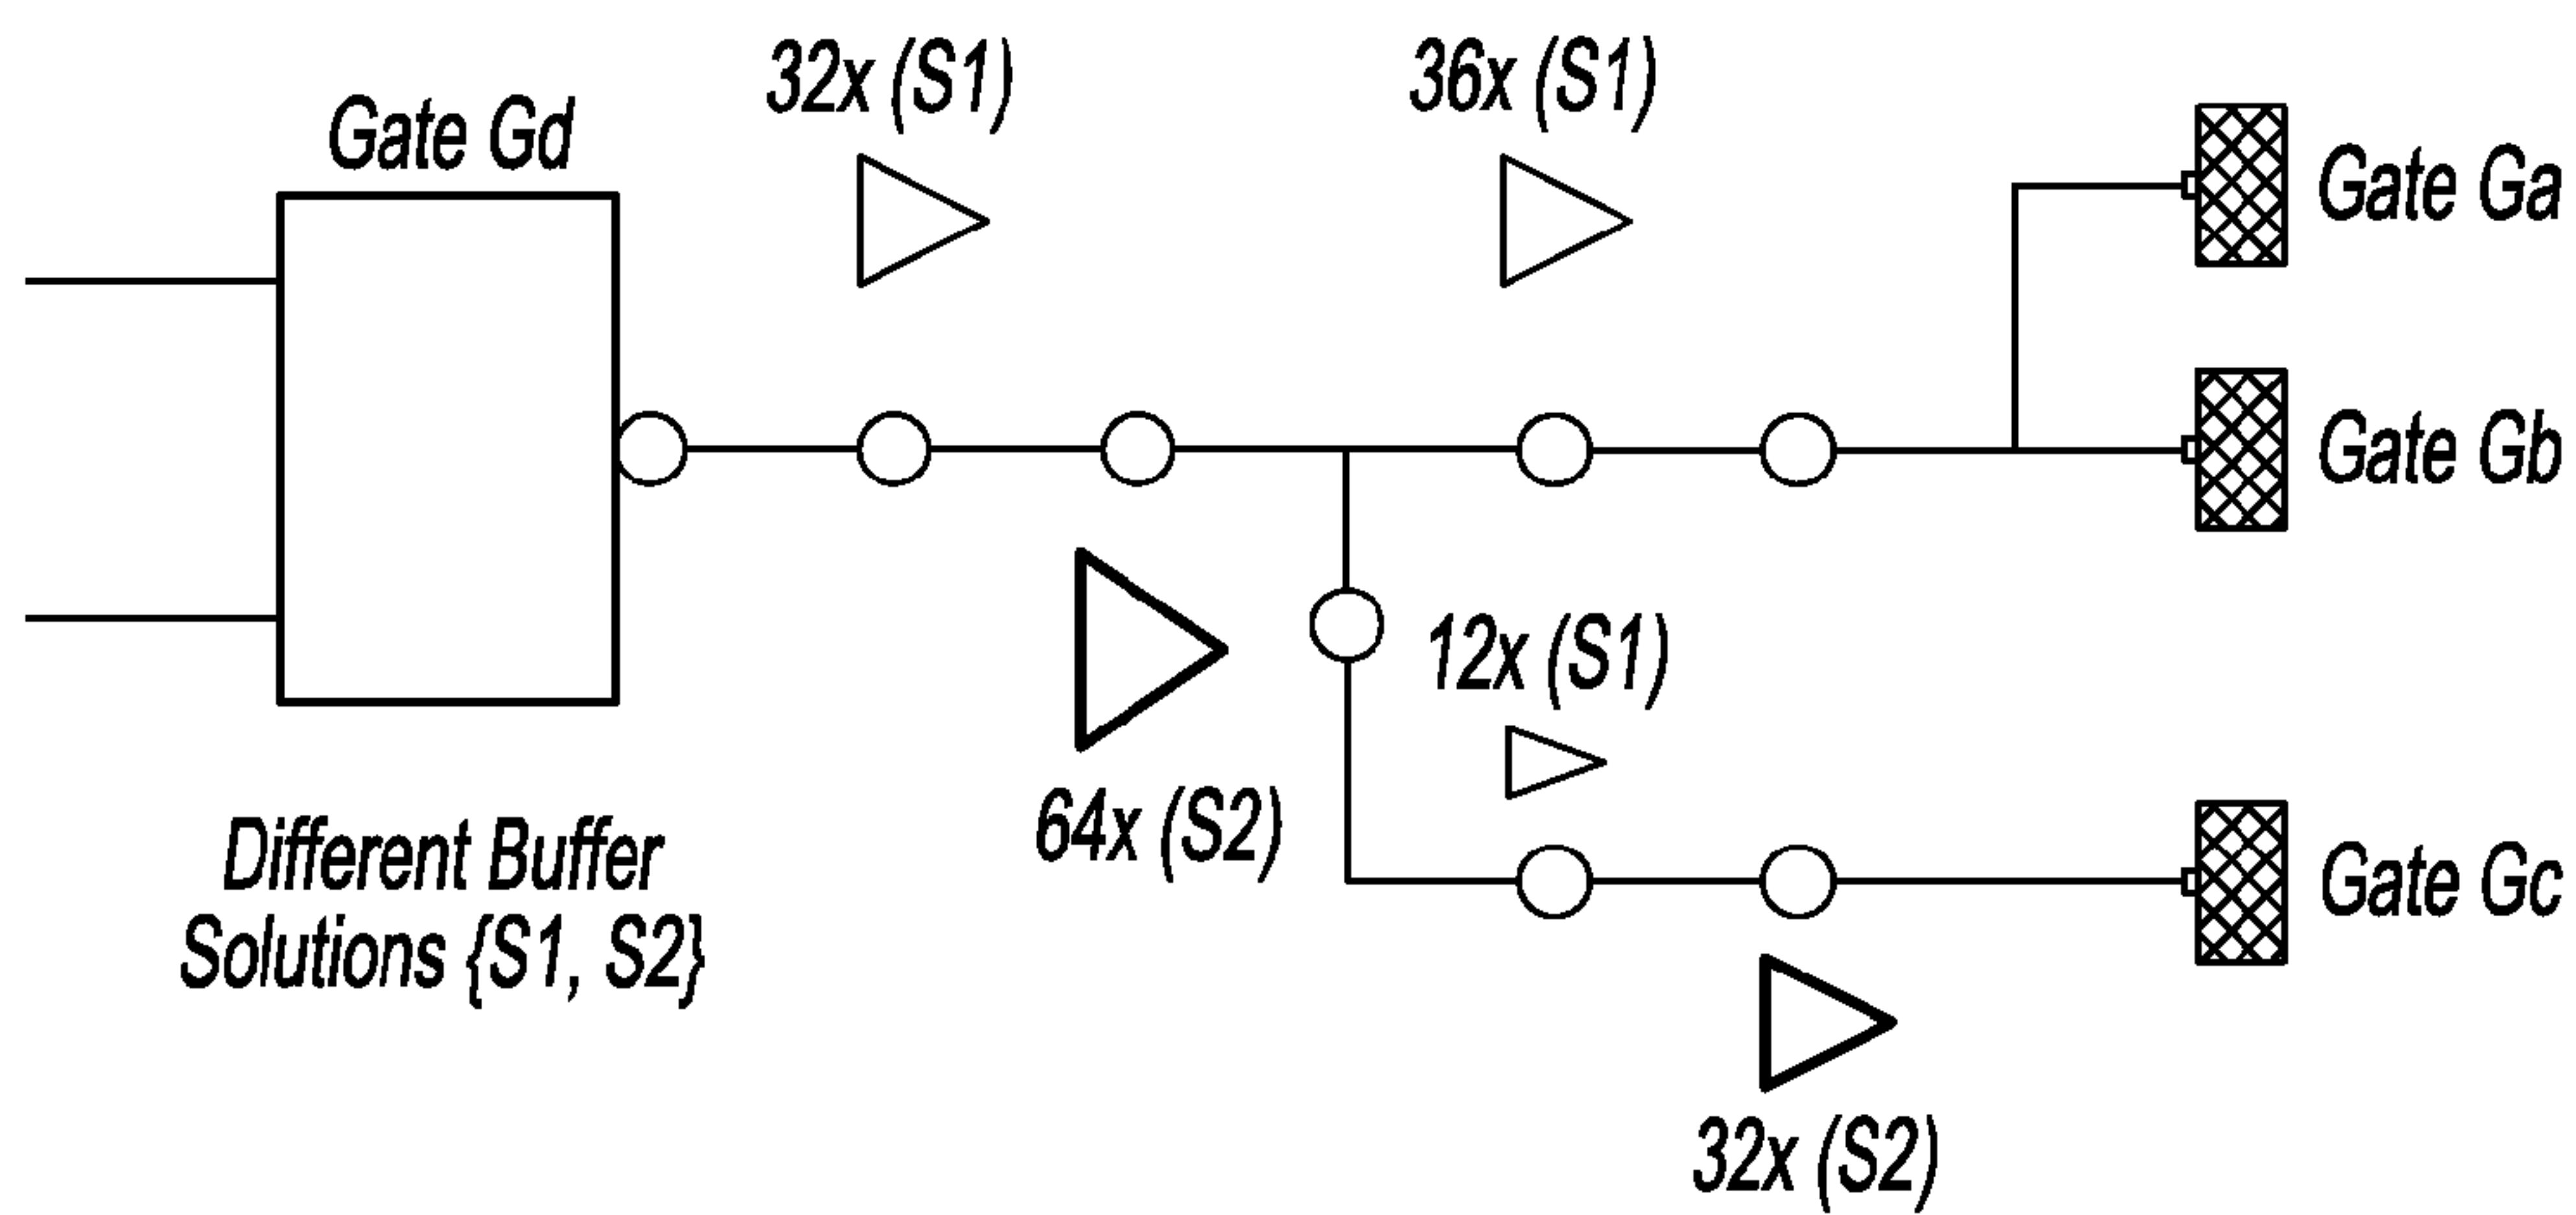 32x (S1)
36x (S1)
Gate Gd
Gate Ga
Gate Gb
12x (S1)
64x (S2)
Different Buffer
Solutions {S1, S2}
Gate Gc
32x (S2)